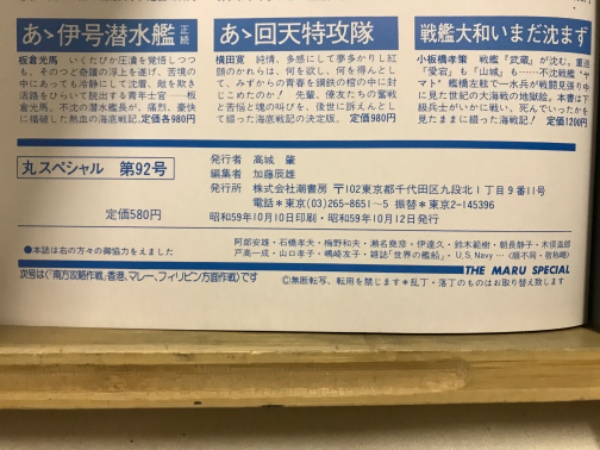 あゝ伊号潜水艦 正続
板倉光馬 いくたびか圧潰を覚悟しつつ
も、そのつど奇蹟の浮上を遂げ、苦境の
中にあっても冷静にして沈着、敵を欺き
活路をひらいて脱出する青年士官──板
倉光馬。不沈の潜水艦長が、痛烈、豪快
に描破した熱血の海底戦記。定価各980円
あゝ回天特攻隊
横田寛 純情、多感にして夢多かりし紅
顔のかれらは、何を欲し、何を得んとし
て、みずからの青春を鋼鉄の棺の中に封
じこめたのか! 先輩、僚友たちの奮戦
と苦悩と魂の叫びを、後世に訴えんとし
て綴った海底戦記の決定版。定価980円
戦艦大和いまだ沈まず
小板橋孝策 戦艦『武蔵』が沈む。重巡
『愛宕』も『山城』も……不沈戦艦〝ヤ
マト〟艦橋左舷で一水兵が戦闘見張り中
に見た世紀の大海戦の地獄絵。本書は下
級兵士がいかに戦い、死んでいったかを
見たままに綴った海戦記! 定価1200円
丸スペシャル 第92号
定価580円
発行者 高城 肇
編集者 加藤辰雄
発行所 株式会社潮書房 〒102東京都千代田区九段北1丁目9番11号
電話*東京(03)265-8651~5 振替*東京2-145396
昭和59年10月10日印刷・昭和59年10月12日発行
●本誌は右の方々の御協力をえました
阿部安雄・石橋孝夫・梅野和夫・瀬名堯彦・伊達久・鈴木範樹・朝長静子・木俣滋郎
戸高一成・山口孝子・嶋崎友子・雑誌「世界の艦船」・U.S.Navy…〈順不同・敬称略〉
THE MARU SPECIAL
次号は〈「南方攻略作戦」香港、マレー、フィリピン方面作戦〉です
©無断転写、転用を禁じます*乱丁・落丁のものはお取り替え致します